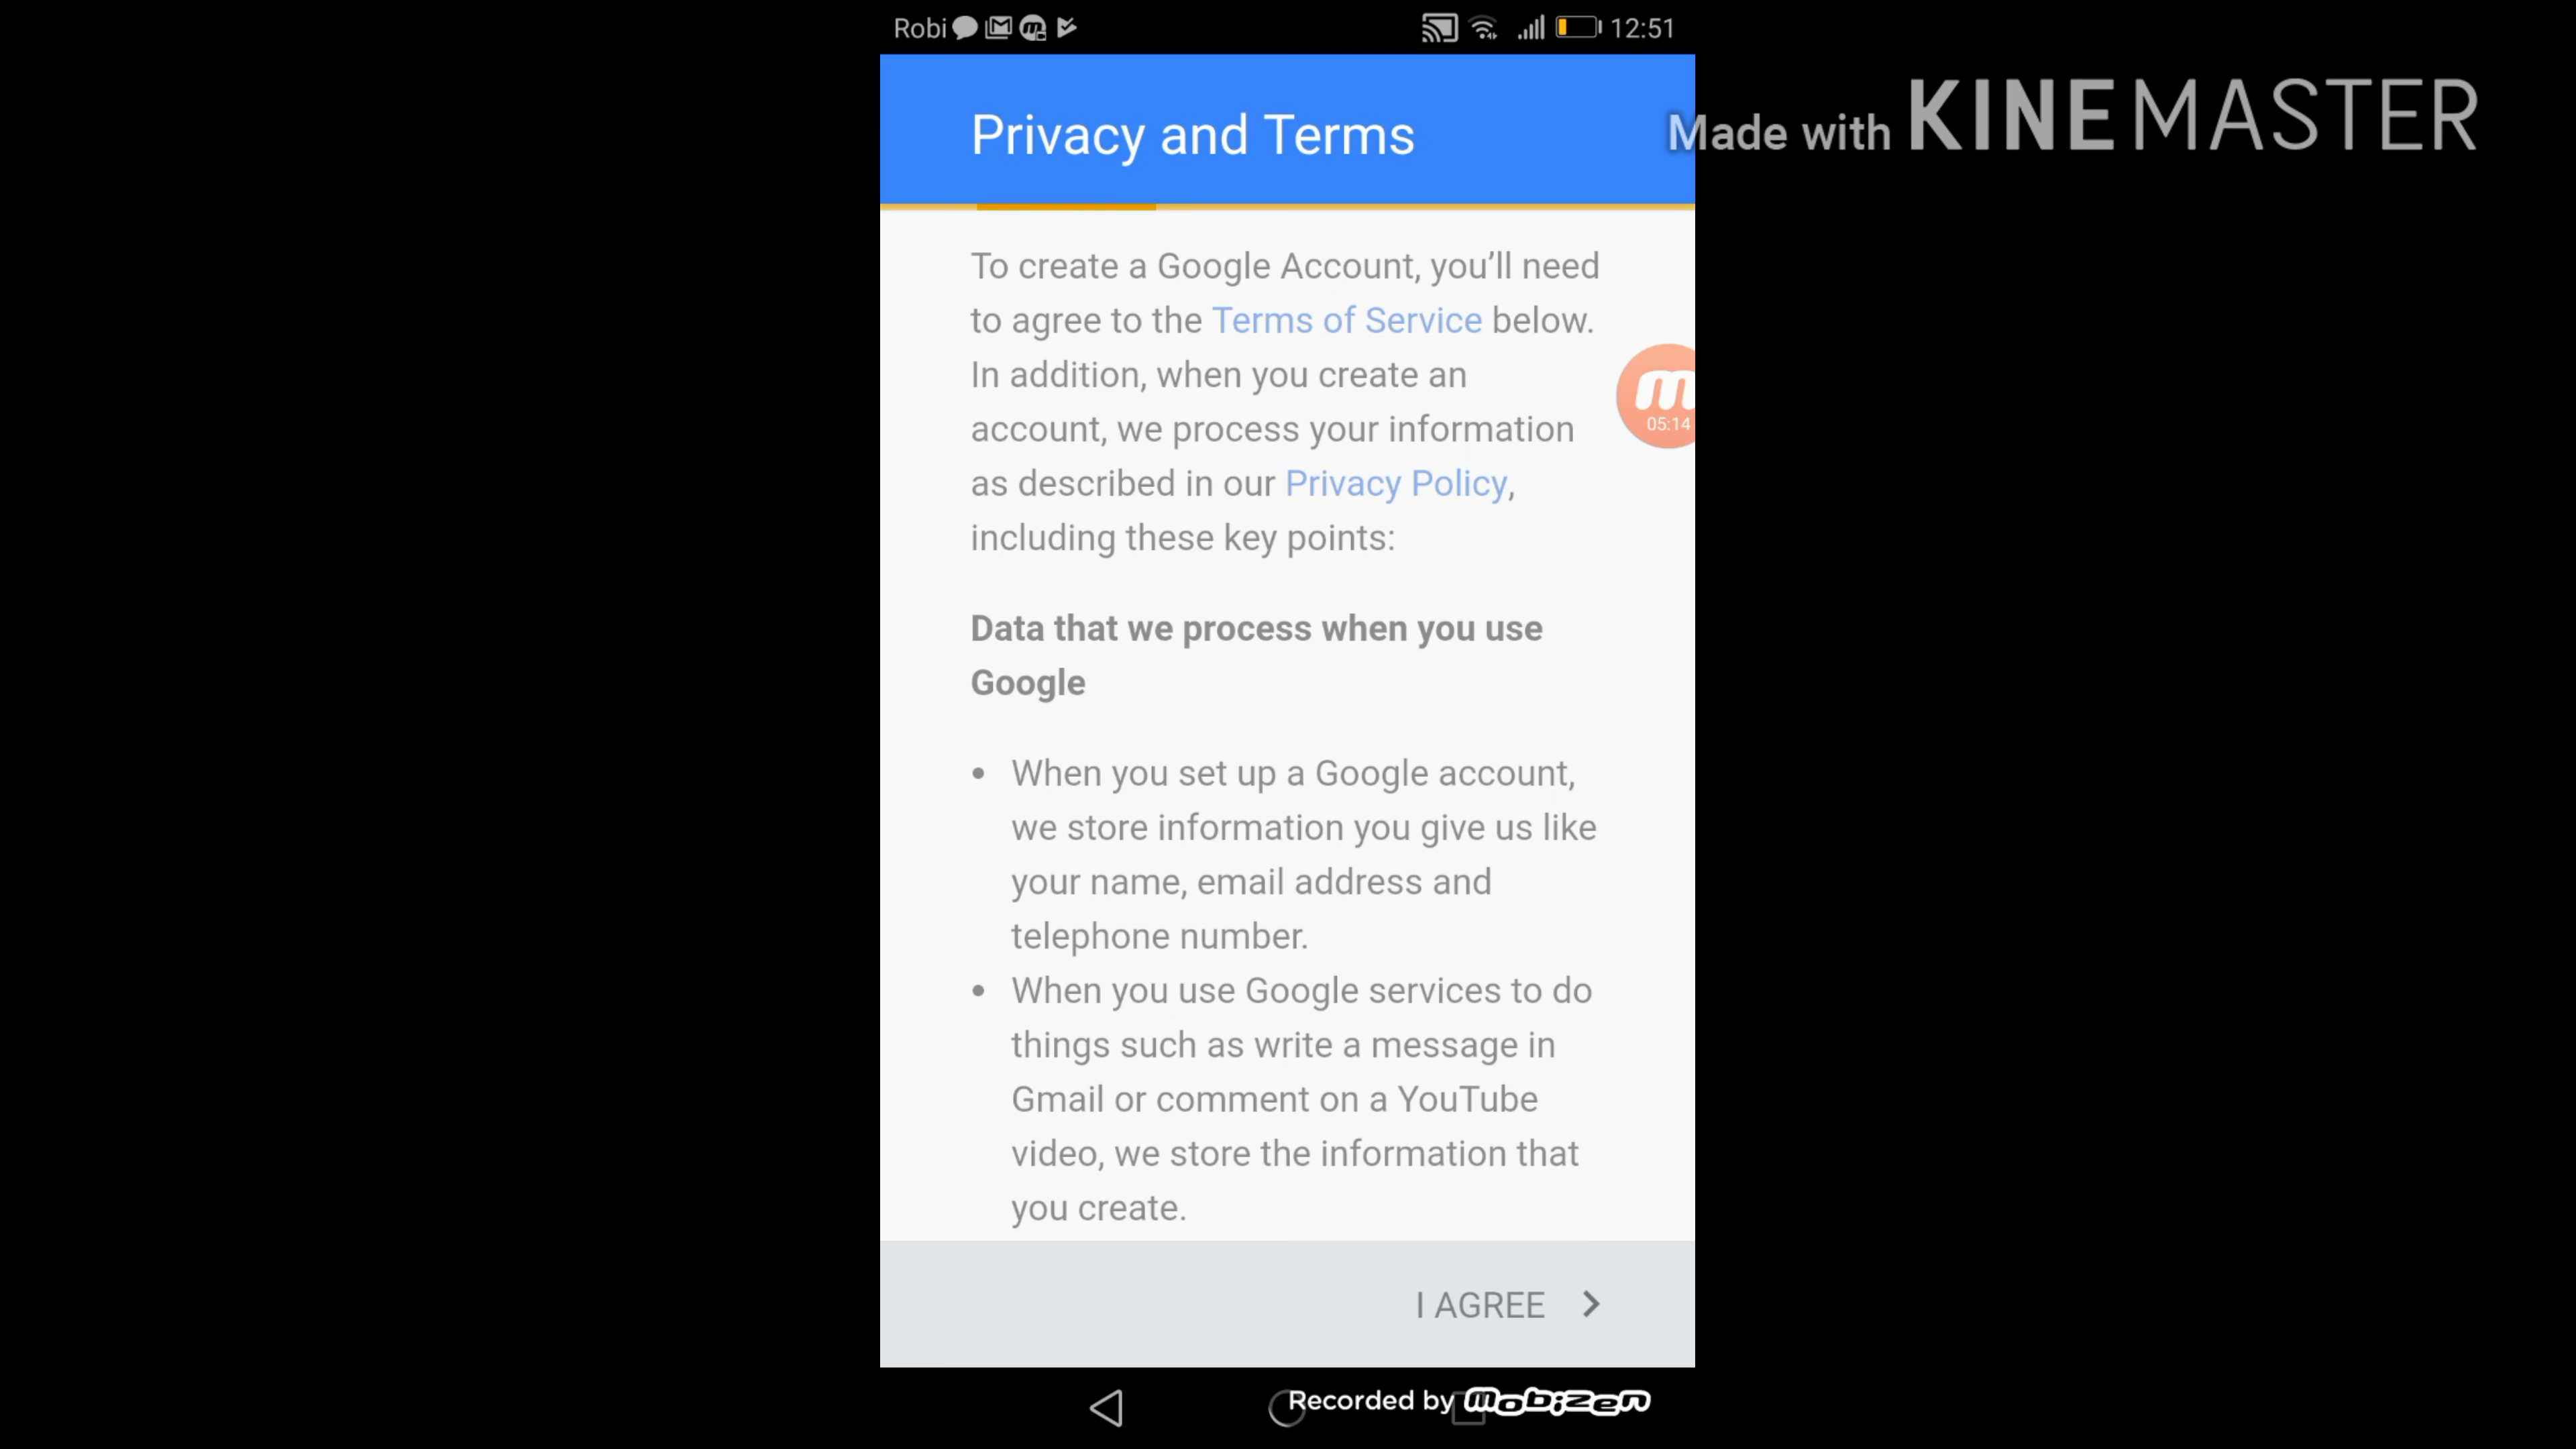 Robi 12:51
Privacy and Terms
Made with KINEMASTER
To create a Google Account, you’ll need
to agree to the Terms of Service below.
In addition, when you create an
account, we process your information
as described in our Privacy Policy,
including these key points:
m
05:14
Data that we process when you use
Google
• When you set up a Google account,
we store information you give us like
your name, email address and
telephone number.
• When you use Google services to do
things such as write a message in
Gmail or comment on a YouTube
video, we store the information that
you create.
I AGREE >
Recorded by mobizen